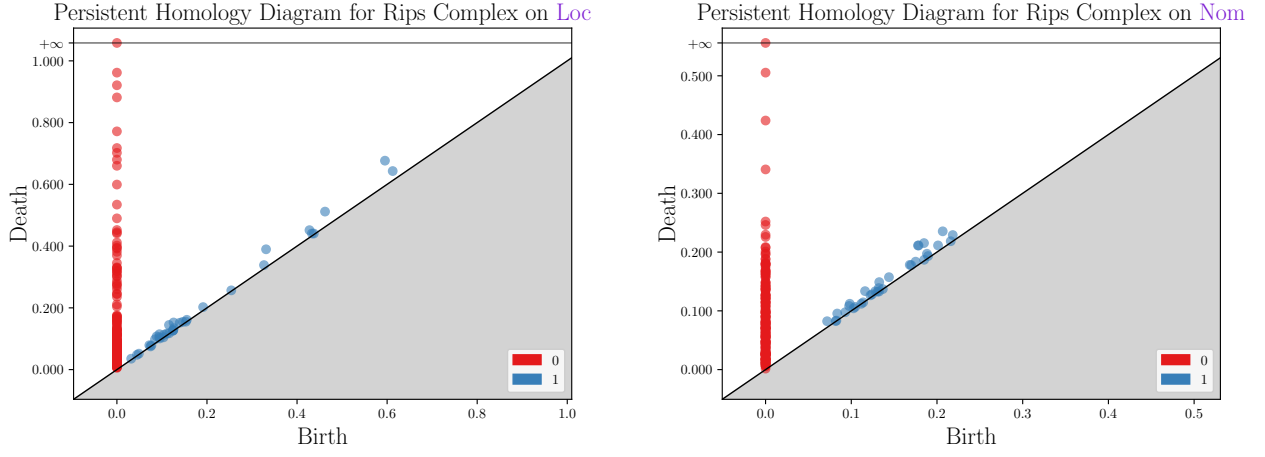 Persistent Homology Diagram for Rips Complex on Loc
+∞
1.000
0.800
0.600
0.400
0.200
0.000
Death
0.0 0.2 0.4 0.6 0.8 1.0
Birth
0
1
Persistent Homology Diagram for Rips Complex on Nom
+∞
0.500
0.400
0.300
0.200
0.100
0.000
Death
0.0 0.1 0.2 0.3 0.4 0.5
Birth
0
1